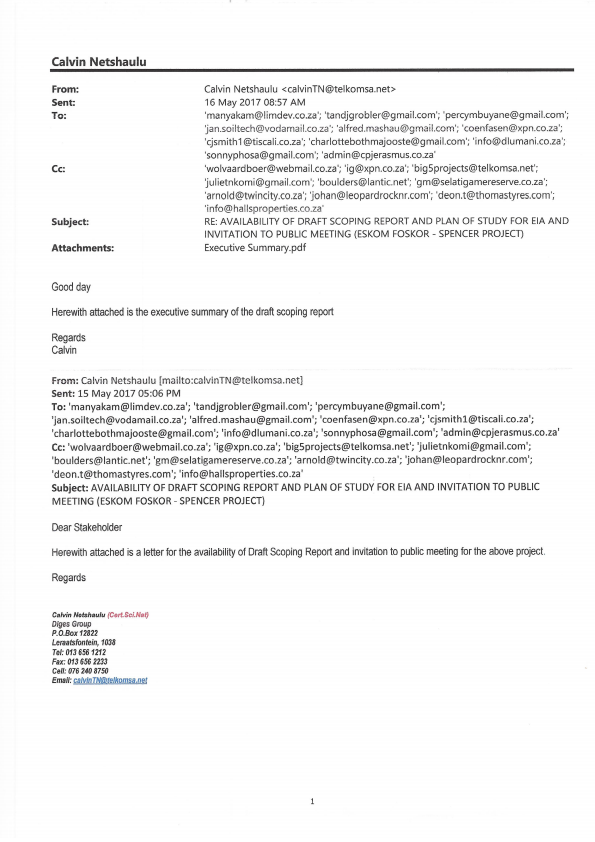 Calvin Netshaulu
From: Calvin Netshaulu <calvinTN@telkomsa.net>
Sent: 16 May 2017 08:57 AM
To: 'manyakam@limdev.co.za'; 'tandjgrobler@gmail.com'; 'percymbuyane@gmail.com';
'jan.soiltech@vodamail.co.za'; 'alfred.mashau@gmail.com'; 'coenfasen@xpn.co.za';
'cjsmith1@tiscali.co.za'; 'charlottebothmajooste@gmail.com'; 'info@dlumani.co.za';
'sonnyphosa@gmail.com'; 'admin@cpjerasmus.co.za'
Cc: 'wolvaardboer@webmail.co.za'; 'ig@xpn.co.za'; 'big5projects@telkomsa.net';
'julietnkomi@gmail.com'; 'boulders@lantic.net'; 'gm@selatigamereserve.co.za';
'arnold@twincity.co.za'; 'johan@leopardrocknr.com'; 'deon.t@thomastyres.com';
'info@hallsproperties.co.za'
Subject: RE: AVAILABILITY OF DRAFT SCOPING REPORT AND PLAN OF STUDY FOR EIA AND
INVITATION TO PUBLIC MEETING (ESKOM FOSKOR - SPENCER PROJECT)
Attachments: Executive Summary.pdf
Good day
Herewith attached is the executive summary of the draft scoping report
Regards
Calvin
From: Calvin Netshaulu [mailto:calvinTN@telkomsa.net]
Sent: 15 May 2017 05:06 PM
To: 'manyakam@limdev.co.za'; 'tandjgrobler@gmail.com'; 'percymbuyane@gmail.com';
'jan.soiltech@vodamail.co.za'; 'alfred.mashau@gmail.com'; 'coenfasen@xpn.co.za'; 'cjsmith1@tiscali.co.za';
'charlottebothmajooste@gmail.com'; 'info@dlumani.co.za'; 'sonnyphosa@gmail.com'; 'admin@cpjerasmus.co.za'
Cc: 'wolvaardboer@webmail.co.za'; 'ig@xpn.co.za'; 'big5projects@telkomsa.net'; 'julietnkomi@gmail.com';
'boulders@lantic.net'; 'gm@selatigamereserve.co.za'; 'arnold@twincity.co.za'; 'johan@leopardrocknr.com';
'deon.t@thomastyres.com'; 'info@hallsproperties.co.za'
Subject: AVAILABILITY OF DRAFT SCOPING REPORT AND PLAN OF STUDY FOR EIA AND INVITATION TO PUBLIC
MEETING (ESKOM FOSKOR - SPENCER PROJECT)
Dear Stakeholder
Herewith attached is a letter for the availability of Draft Scoping Report and invitation to public meeting for the above project.
Regards
Calvin Netshaulu (Cert.Sci.Nat)
Diges Group
P.O.Box 12822
Leraatsfontein, 1038
Tel: 013 656 1212
Fax: 013 656 2233
Cell: 076 240 8750
Email: calvinTN@telkomsa.net
1